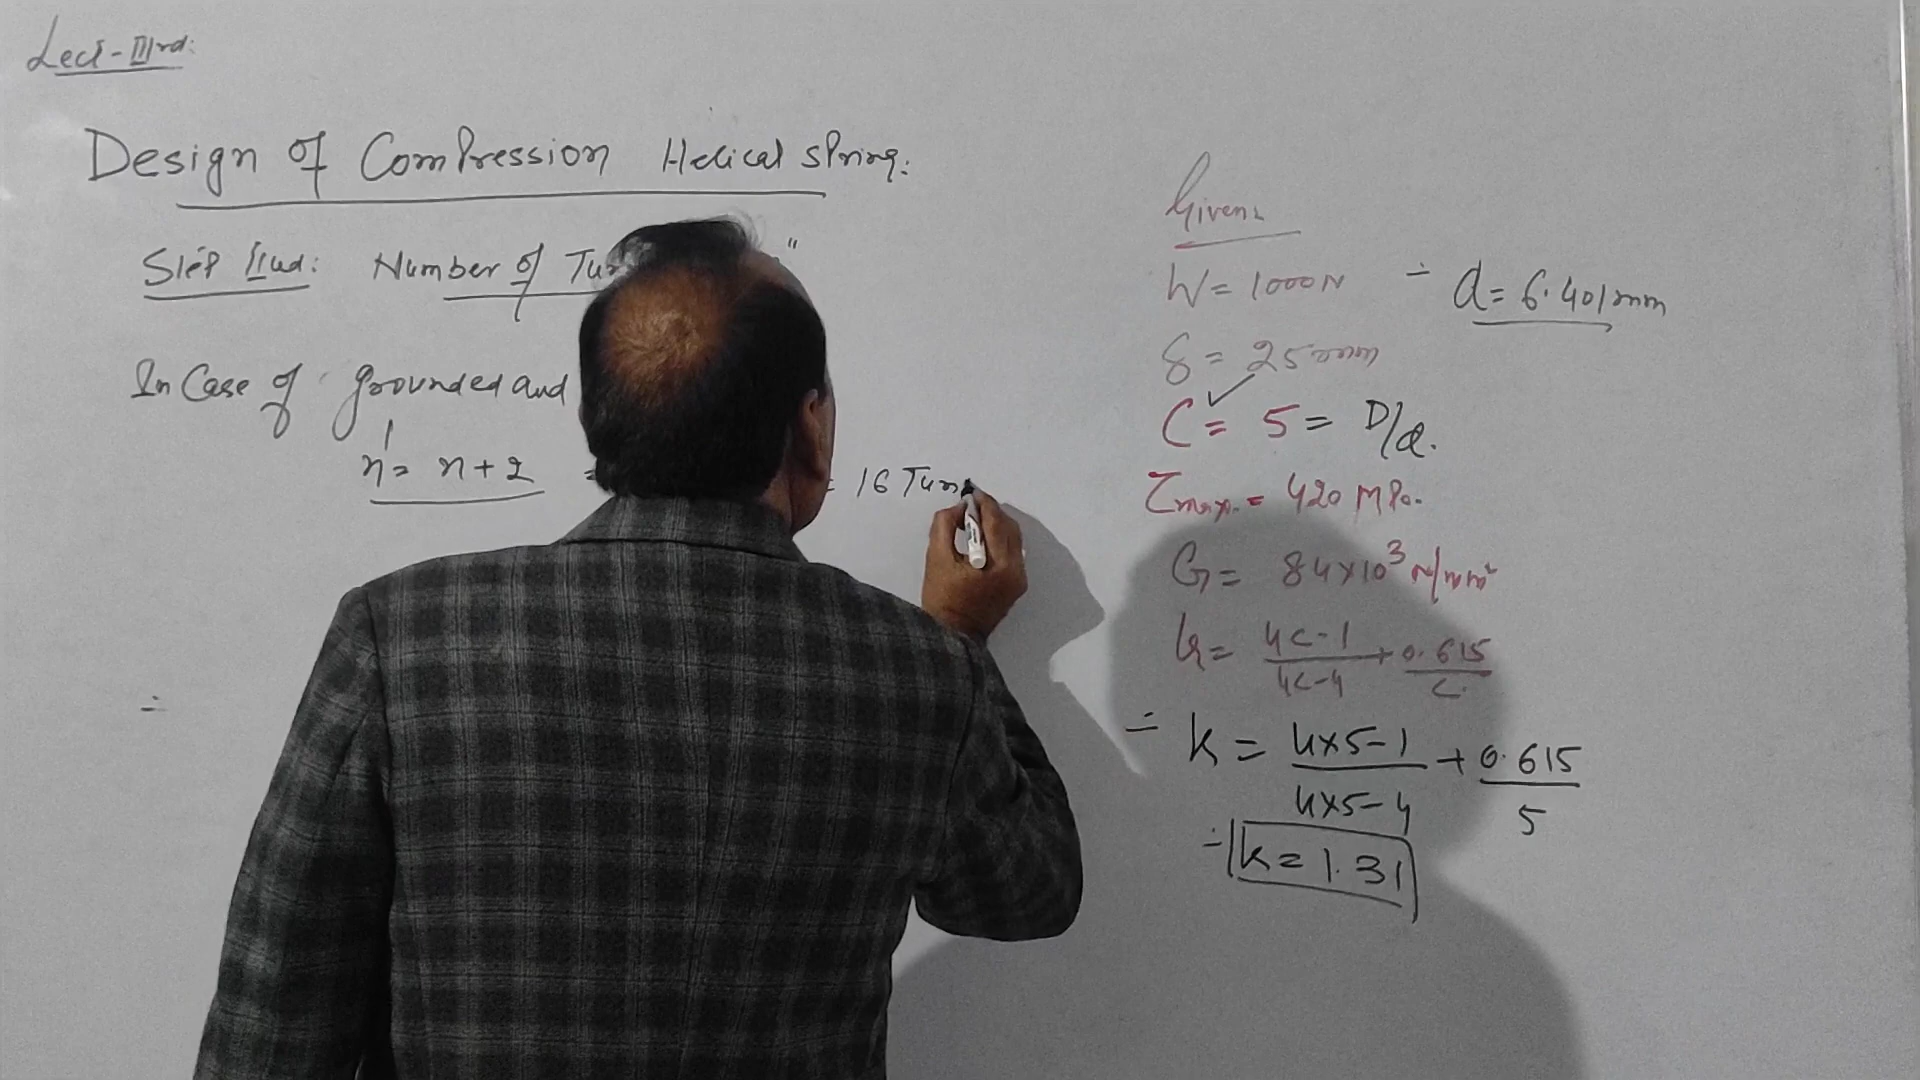 Lect-IIIrd:
Design of Compression Helical spring:
Step IInd: Number of Tur "
In Case of grounded and
n' = n+2 = = 16 Turns
Given:
W = 1000N
δ = 25mm
C = 5 = D/d.
τmax. = 420 MPa.
G = 84×10³ N/mm²
k = 4C-1/4C-4 + 0.615/C.
∴ k = 4×5-1/4×5-4 + 0.615/5
∴ k = 1.31
∴ d = 6.401mm